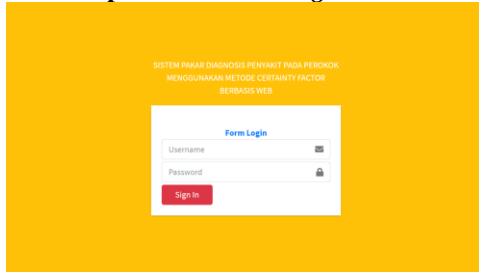 SISTEM PAKAR DIAGNOSIS PENYAKIT PADA PEROKOK
MENGGUNAKAN METODE CERTAINTY FACTOR
BERBASIS WEB
Form Login
Username
Password
Sign In